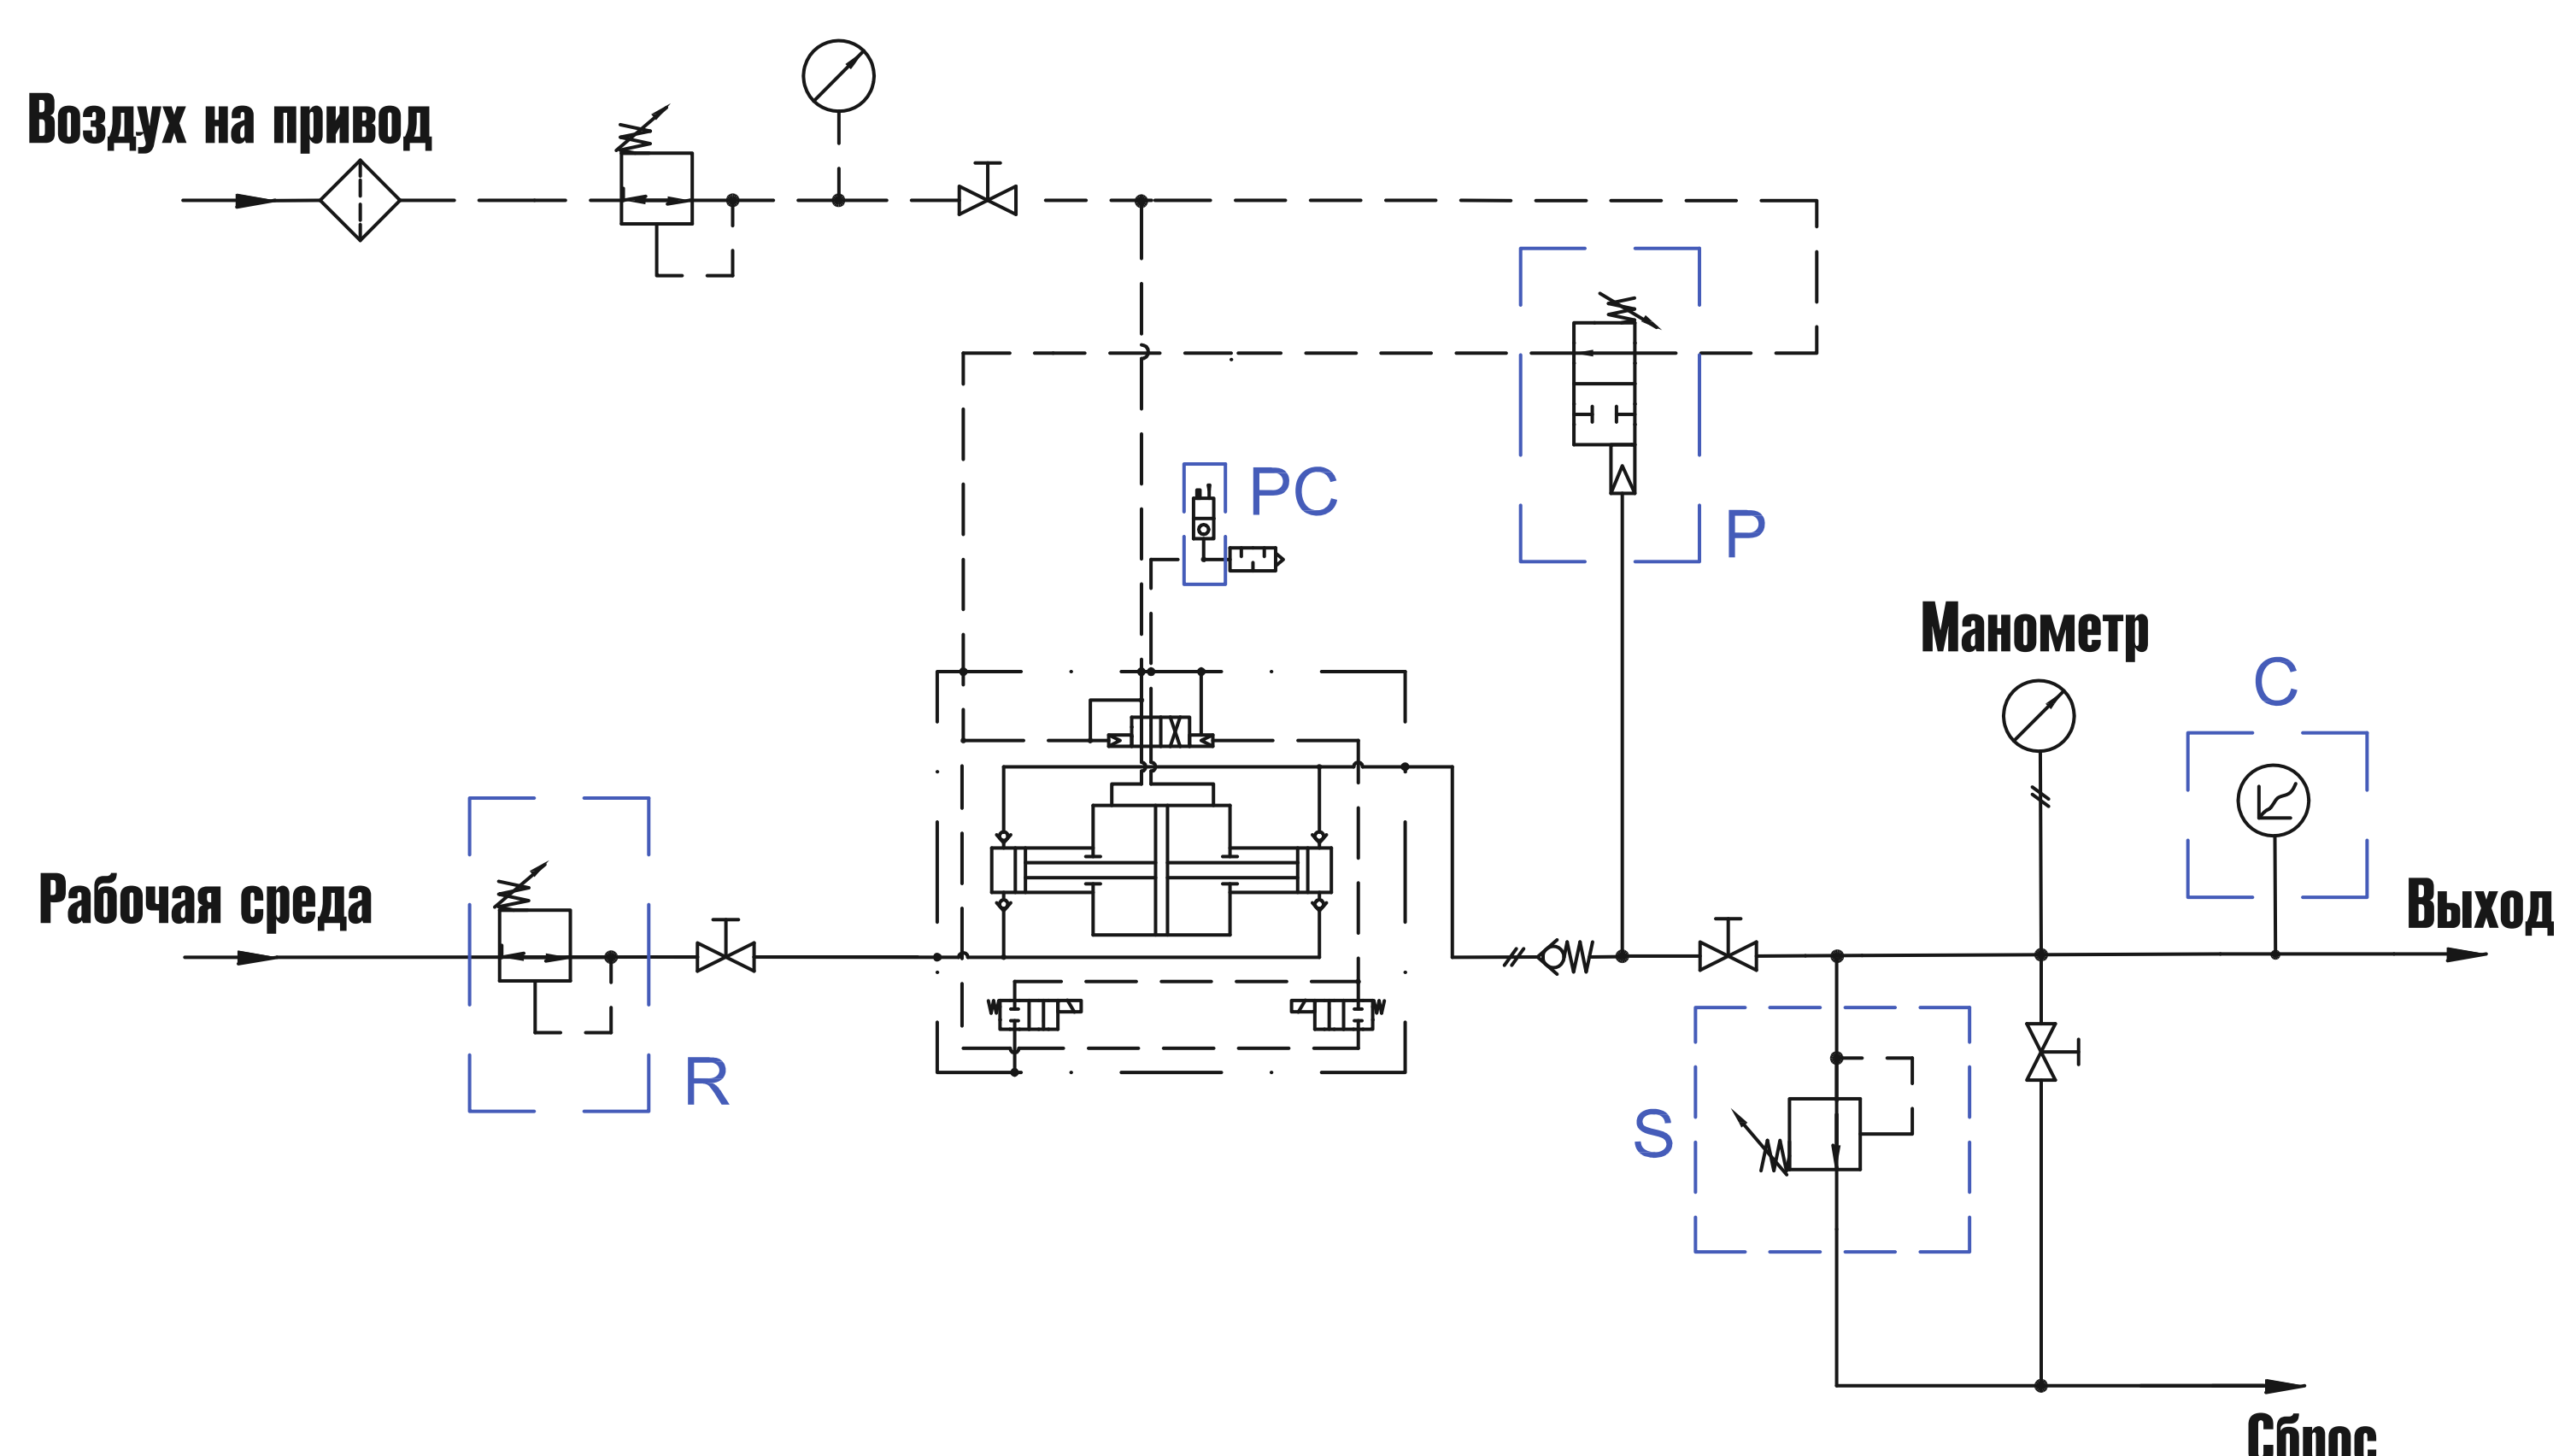 Воздух на привод
PC
P
Манометр
C
Рабочая среда
Выход
R
S
Сброс